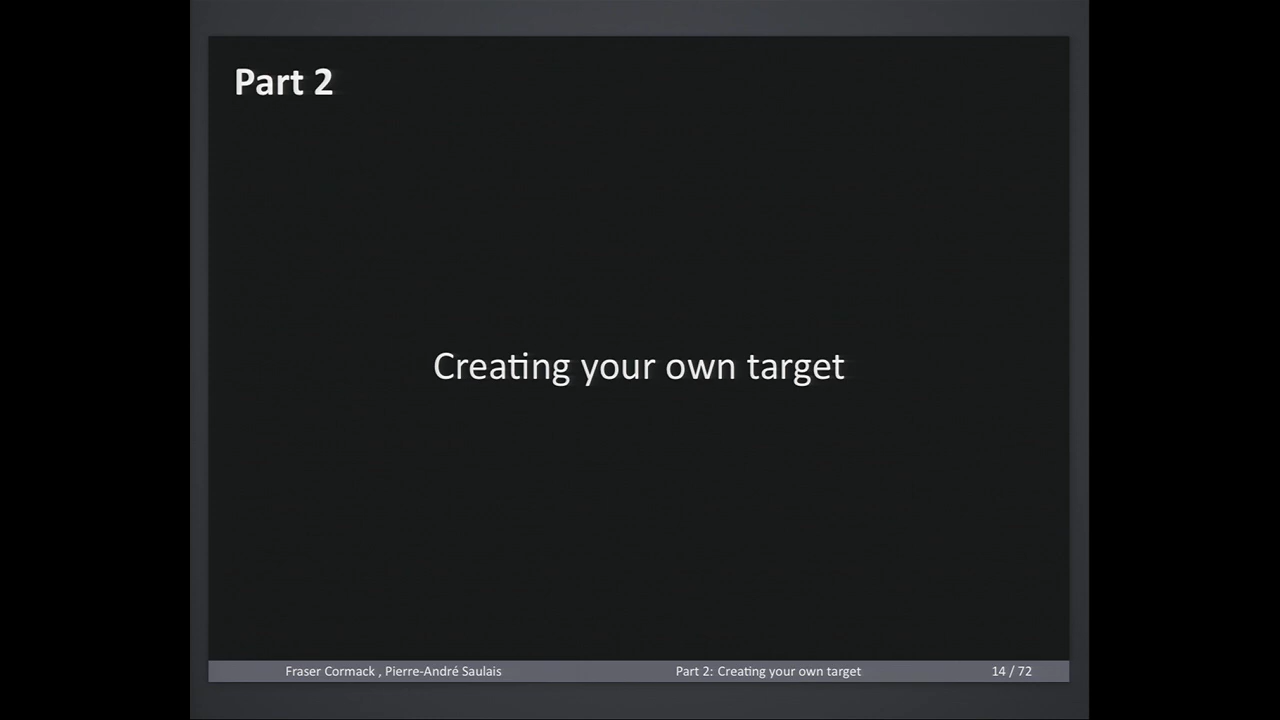 Part 2
Creating your own target
Fraser Cormack , Pierre-André Saulais
Part 2: Creating your own target
14 / 72